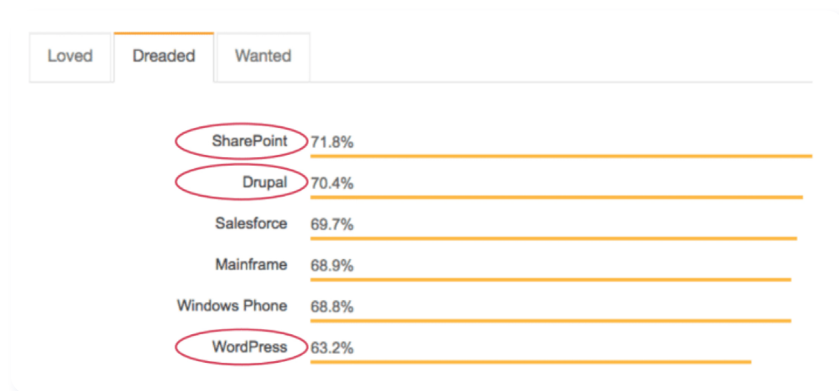 Loved Dreaded Wanted
SharePoint 71.8%
Drupal 70.4%
Salesforce 69.7%
Mainframe 68.9%
Windows Phone 68.8%
WordPress 63.2%